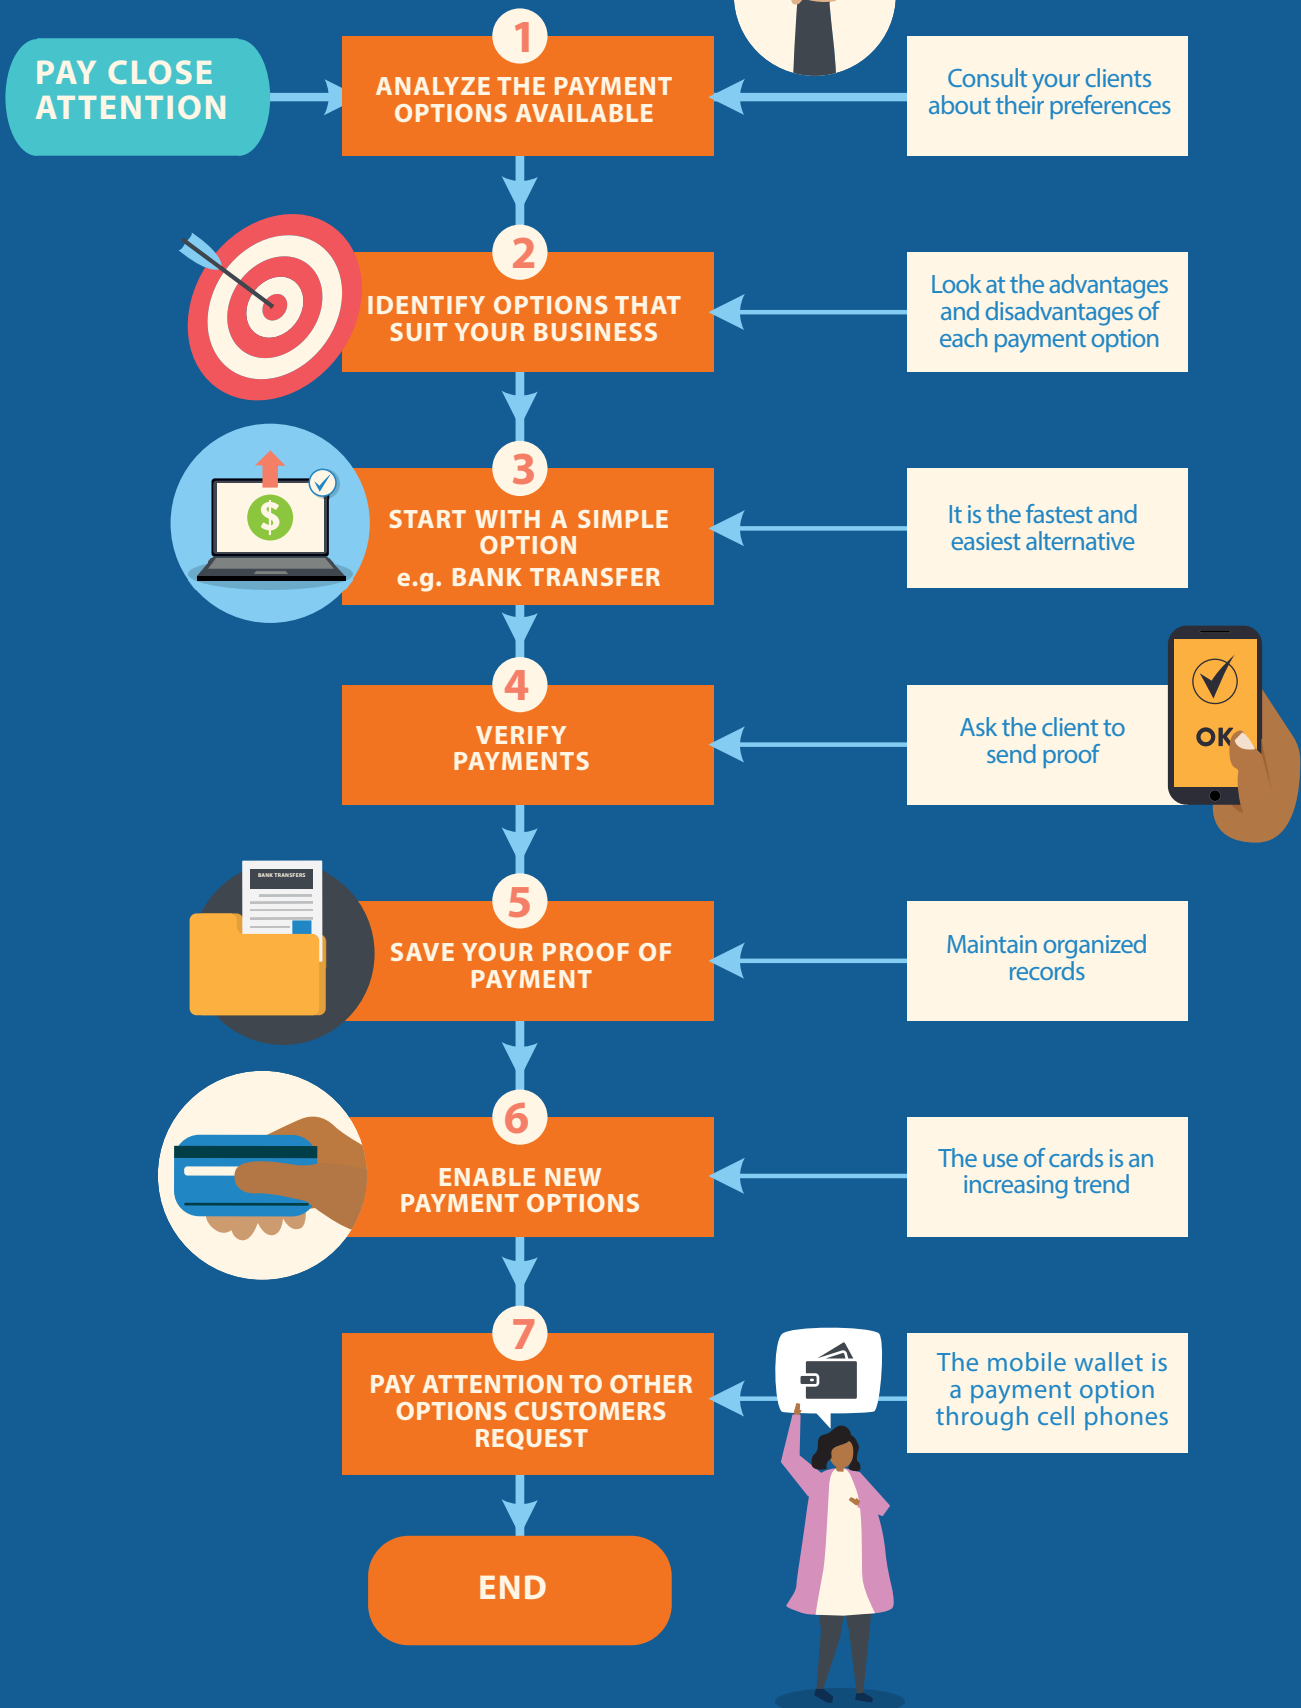 PAY CLOSE
ATTENTION
1
ANALYZE THE PAYMENT
OPTIONS AVAILABLE
Consult your clients
about their preferences
2
IDENTIFY OPTIONS THAT
SUIT YOUR BUSINESS
Look at the advantages
and disadvantages of
each payment option
3
START WITH A SIMPLE
OPTION
e.g. BANK TRANSFER
It is the fastest and
easiest alternative
$
4
VERIFY
PAYMENTS
Ask the client to
send proof
OK
5
SAVE YOUR PROOF OF
PAYMENT
Maintain organized
records
BANK TRANSFERS
6
ENABLE NEW
PAYMENT OPTIONS
The use of cards is an
increasing trend
7
PAY ATTENTION TO OTHER
OPTIONS CUSTOMERS
REQUEST
The mobile wallet is
a payment option
through cell phones
END